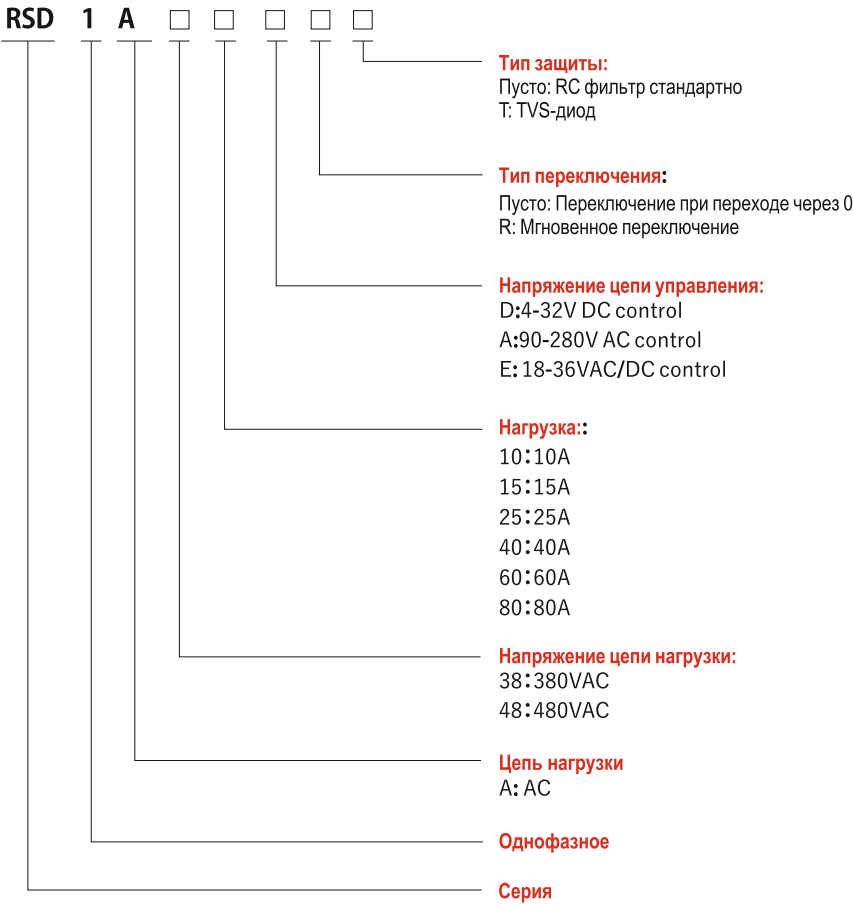 RSD 1 A □ □ □ □ □
Тип защиты:
Пусто: RC фильтр стандартно
T: TVS-диод
Тип переключения:
Пусто: Переключение при переходе через 0
R: Мгновенное переключение
Напряжение цепи управления:
D:4-32V DC control
A:90-280V AC control
E: 18-36VAC/DC control
Нагрузка::
10:10A
15:15A
25:25A
40:40A
60:60A
80:80A
Напряжение цепи нагрузки:
38:380VAC
48:480VAC
Цепь нагрузки
A: AC
Однофазное
Серия